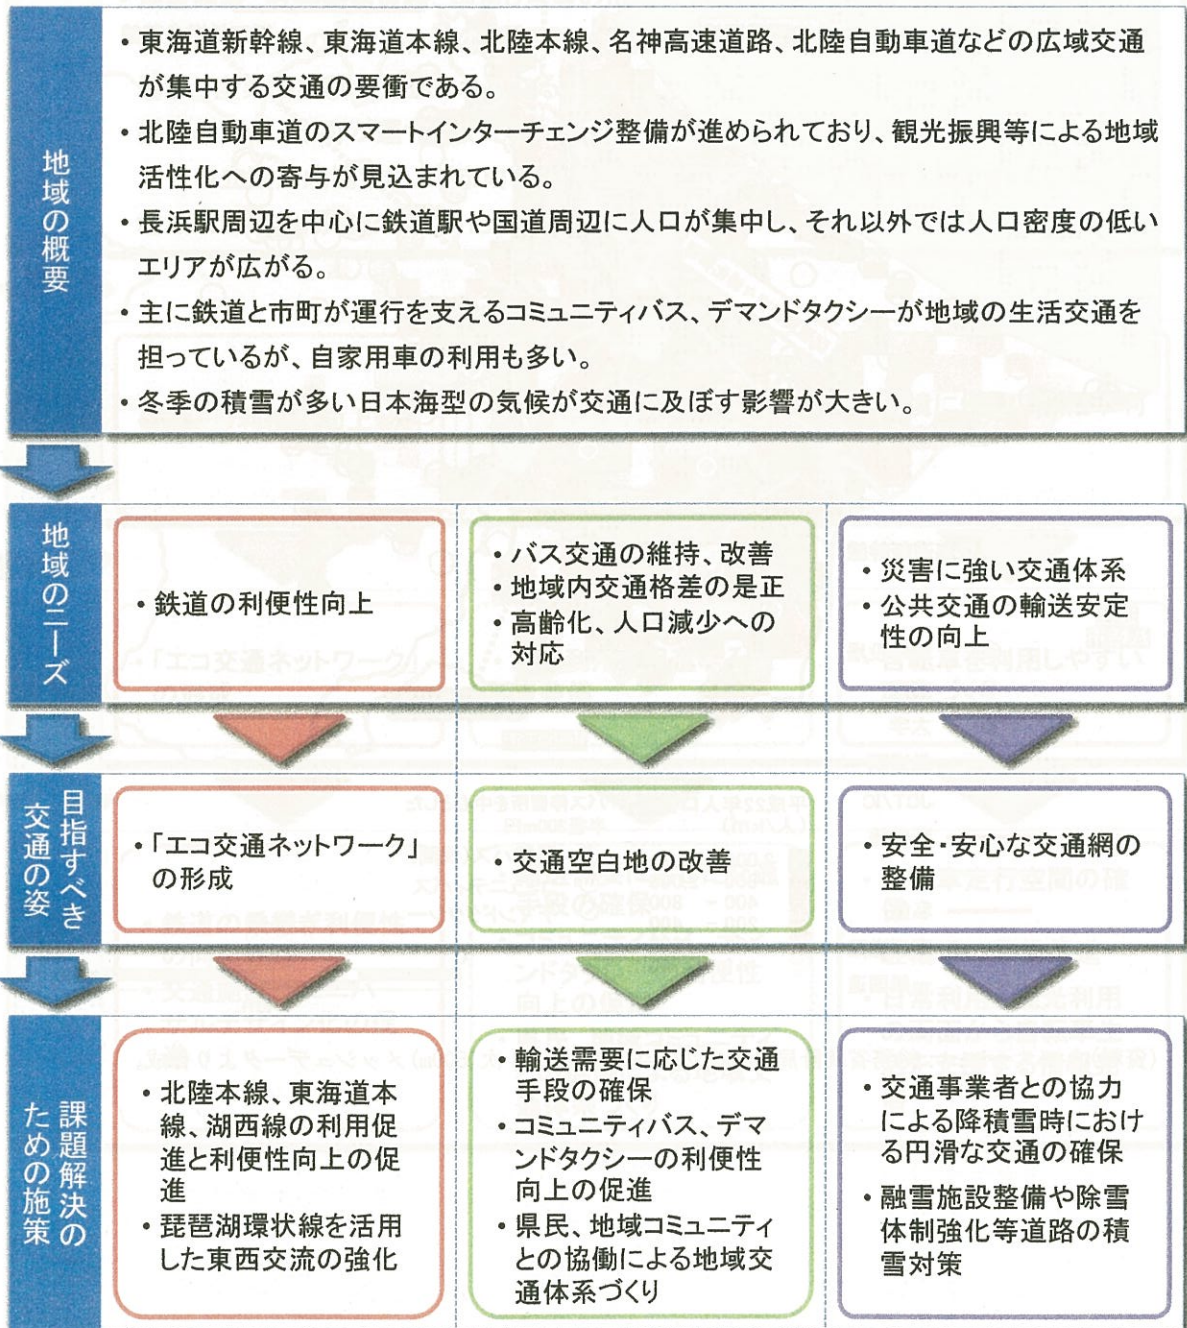 地域の概要
・東海道新幹線、東海道本線、北陸本線、名神高速道路、北陸自動車道などの広域交通
が集中する交通の要衝である。
・北陸自動車道のスマートインターチェンジ整備が進められており、観光振興等による地域
活性化への寄与が見込まれている。
・長浜駅周辺を中心に鉄道駅や国道周辺に人口が集中し、それ以外では人口密度の低い
エリアが広がる。
・主に鉄道と市町が運行を支えるコミュニティバス、デマンドタクシーが地域の生活交通を
担っているが、自家用車の利用も多い。
・冬季の積雪が多い日本海型の気候が交通に及ぼす影響が大きい。
地域のニーズ
・鉄道の利便性向上
・バス交通の維持、改善
・地域内交通格差の是正
・高齢化、人口減少への
対応
・災害に強い交通体系
・公共交通の輸送安定
性の向上
目指すべき
交通の姿
・「エコ交通ネットワーク」
の形成
・交通空白地の改善
・安全・安心な交通網の
整備
課題解決の
ための施策
・北陸本線、東海道本
線、湖西線の利用促
進と利便性向上の促
進
・琵琶湖環状線を活用
した東西交流の強化
・輸送需要に応じた交通
手段の確保
・コミュニティバス、デマ
ンドタクシーの利便性
向上の促進
・県民、地域コミュニティ
との協働による地域交
通体系づくり
・交通事業者との協力
による降積雪時におけ
る円滑な交通の確保
・融雪施設整備や除雪
体制強化等道路の積
雪対策